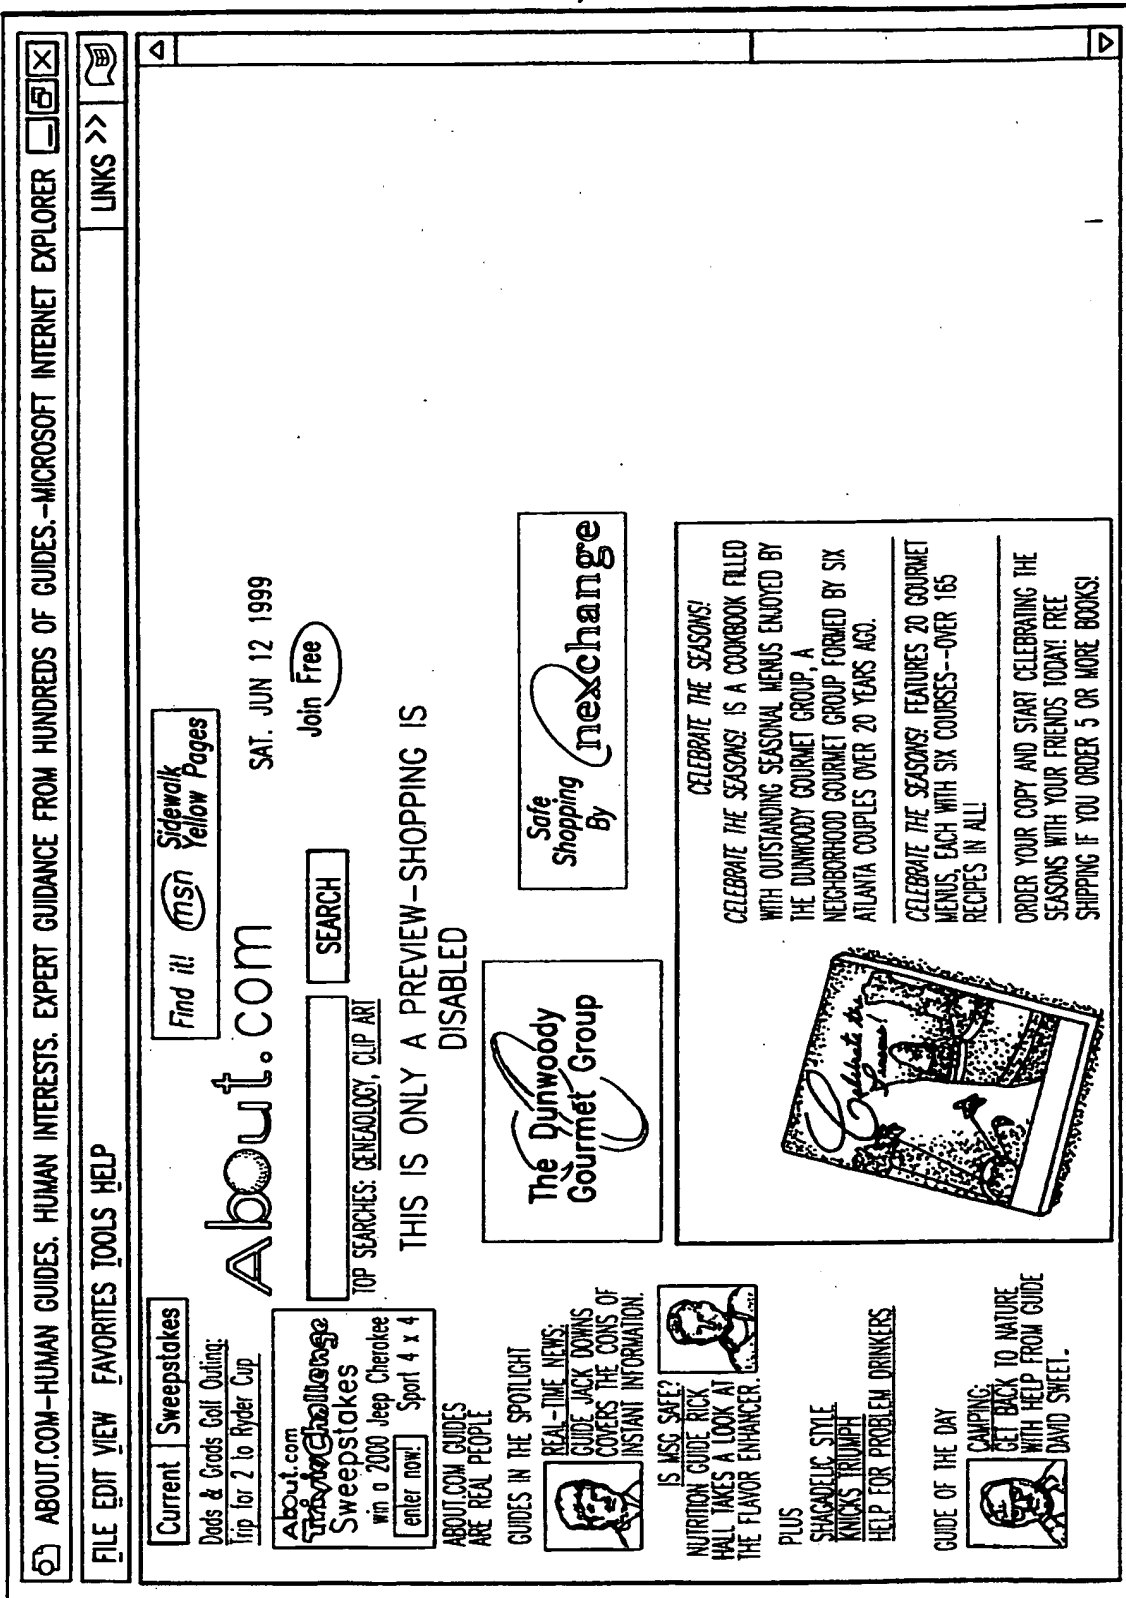 ABOUT.COM-HUMAN GUIDES. HUMAN INTERESTS. EXPERT GUIDANCE FROM HUNDREDS OF GUIDES.-MICROSOFT INTERNET EXPLORER
FILE EDIT VIEW FAVORITES TOOLS HELP
LINKS >>
Current Sweepstakes
Dads & Grads Golf Outing:
Trip for 2 to Ryder Cup
About.com
Sweepstakes
win a 2000 Jeep Cherokee
enter now! Sport 4 x 4
ABOUT.COM GUIDES
ARE REAL PEOPLE
GUIDES IN THE SPOTLIGHT
REAL-TIME NEWS:
GUIDE JACK DOWNS
COVERS THE CONS OF
INSTANT INFORMATION.
IS MSG SAFE?
NUTRITION GUIDE RICK
HALL TAKES A LOOK AT
THE FLAVOR ENHANCER.
PLUS
SHAGADELIC STYLE
KNICKS TRIUMPH
HELP FOR PROBLEM DRINKERS
GUIDE OF THE DAY
CAMPING:
GET BACK TO NATURE
WITH HELP FROM GUIDE
DAVID SWEET.
Find it! msn Sidewalk
Yellow Pages
About.com
SAT. JUN 12 1999
SEARCH
Join Free
TOP SEARCHES: GENEAOLOGY, CLIP ART
THIS IS ONLY A PREVIEW-SHOPPING IS
DISABLED
The Dunwoody
Gourmet Group
Safe
Shopping
By
nexchange
Celebrate the
Seasons!
CELEBRATE THE SEASONS!
CELEBRATE THE SEASONS! IS A COOKBOOK FILLED
WITH OUTSTANDING SEASONAL MENUS ENJOYED BY
THE DUNWOODY GOURMET GROUP, A
NEIGHBORHOOD GOURMET GROUP FORMED BY SIX
ATLANTA COUPLES OVER 20 YEARS AGO.
CELEBRATE THE SEASONS! FEATURES 20 GOURMET
MENUS, EACH WITH SIX COURSES--OVER 165
RECIPES IN ALL!
ORDER YOUR COPY AND START CELEBRATING THE
SEASONS WITH YOUR FRIENDS TODAY! FREE
SHIPPING IF YOU ORDER 5 OR MORE BOOKS!